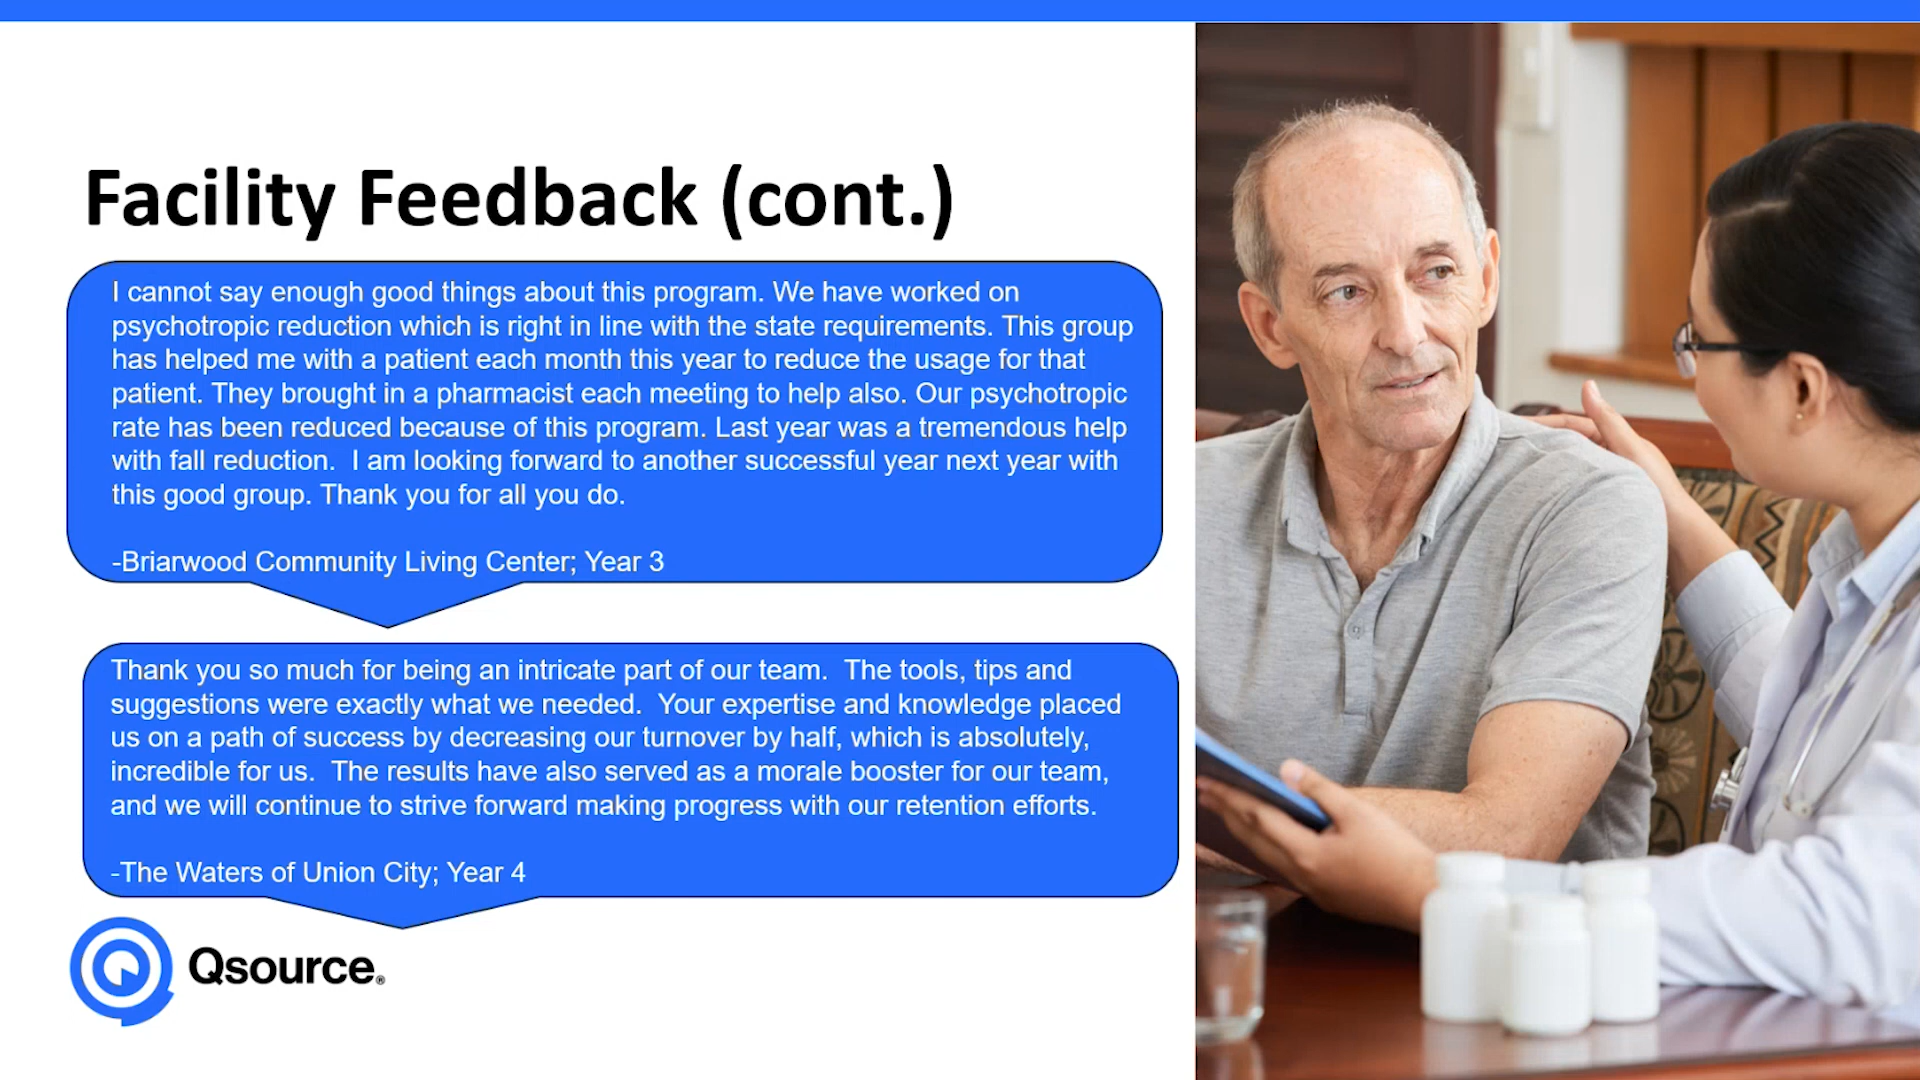 Facility Feedback (cont.)
I cannot say enough good things about this program. We have worked on
psychotropic reduction which is right in line with the state requirements. This group
has helped me with a patient each month this year to reduce the usage for that
patient. They brought in a pharmacist each meeting to help also. Our psychotropic
rate has been reduced because of this program. Last year was a tremendous help
with fall reduction.  I am looking forward to another successful year next year with
this good group. Thank you for all you do.
-Briarwood Community Living Center; Year 3
Thank you so much for being an intricate part of our team.  The tools, tips and
suggestions were exactly what we needed.  Your expertise and knowledge placed
us on a path of success by decreasing our turnover by half, which is absolutely,
incredible for us.  The results have also served as a morale booster for our team,
and we will continue to strive forward making progress with our retention efforts.
-The Waters of Union City; Year 4
Qsource®